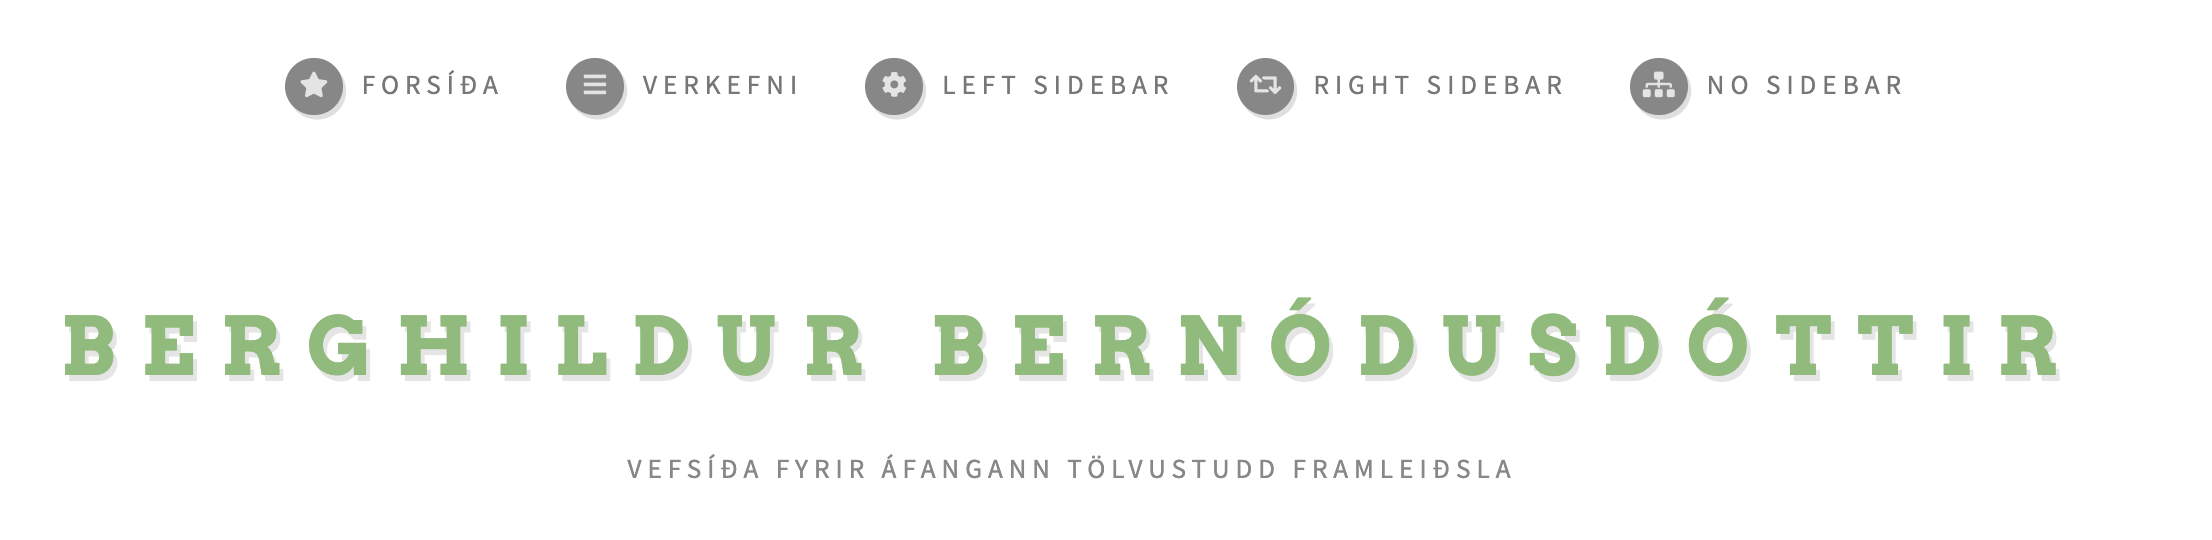 FORSÍÐA VERKEFNI LEFT SIDEBAR RIGHT SIDEBAR NO SIDEBAR
BERGHILDUR BERNÓDUSDÓTTIR
VEFSÍÐA FYRIR ÁFANGANN TÖLVUSTUDD FRAMLEIÐSLA